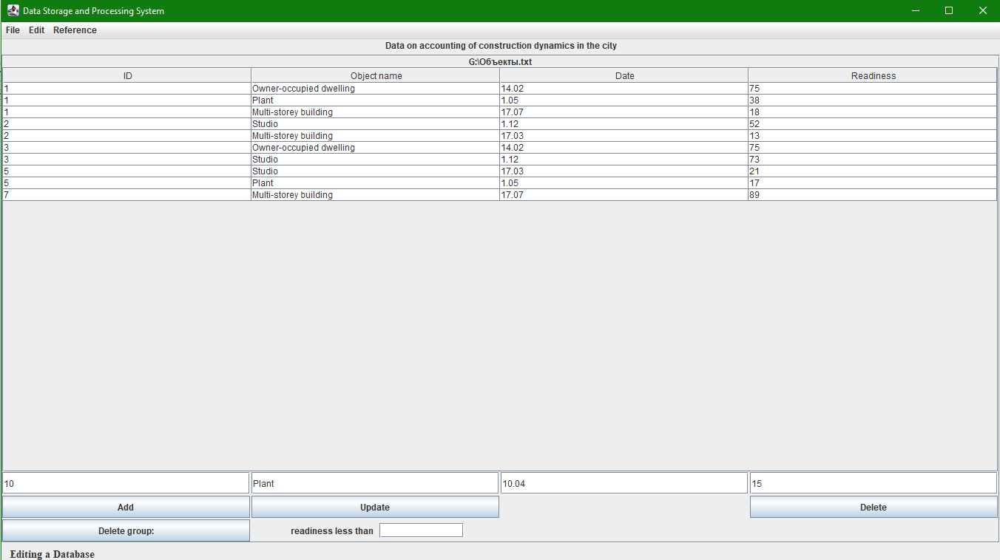 Data Storage and Processing System
File Edit Reference
Data on accounting of construction dynamics in the city
G:\Объекты.txt
ID Object name Date Readiness
1 Owner-occupied dwelling 14.02 75
1 Plant 1.05 38
1 Multi-storey building 17.07 18
2 Studio 1.12 52
2 Multi-storey building 17.03 13
3 Owner-occupied dwelling 14.02 75
3 Studio 1.12 73
5 Studio 17.03 21
5 Plant 1.05 17
7 Multi-storey building 17.07 89
10 Plant 10.04 15
Add Update Delete
Delete group: readiness less than
Editing a Database